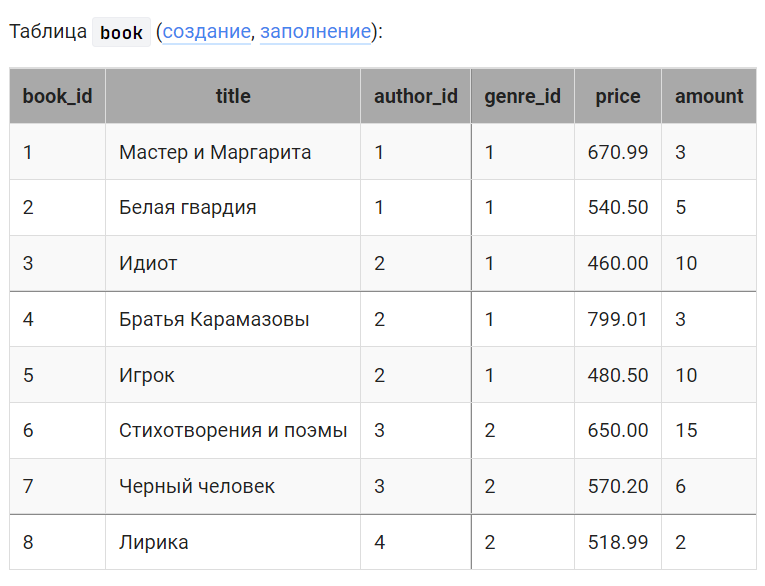 Таблица book (создание, заполнение):
book_id title author_id genre_id price amount
1 Мастер и Маргарита 1 1 670.99 3
2 Белая гвардия 1 1 540.50 5
3 Идиот 2 1 460.00 10
4 Братья Карамазовы 2 1 799.01 3
5 Игрок 2 1 480.50 10
6 Стихотворения и поэмы 3 2 650.00 15
7 Черный человек 3 2 570.20 6
8 Лирика 4 2 518.99 2